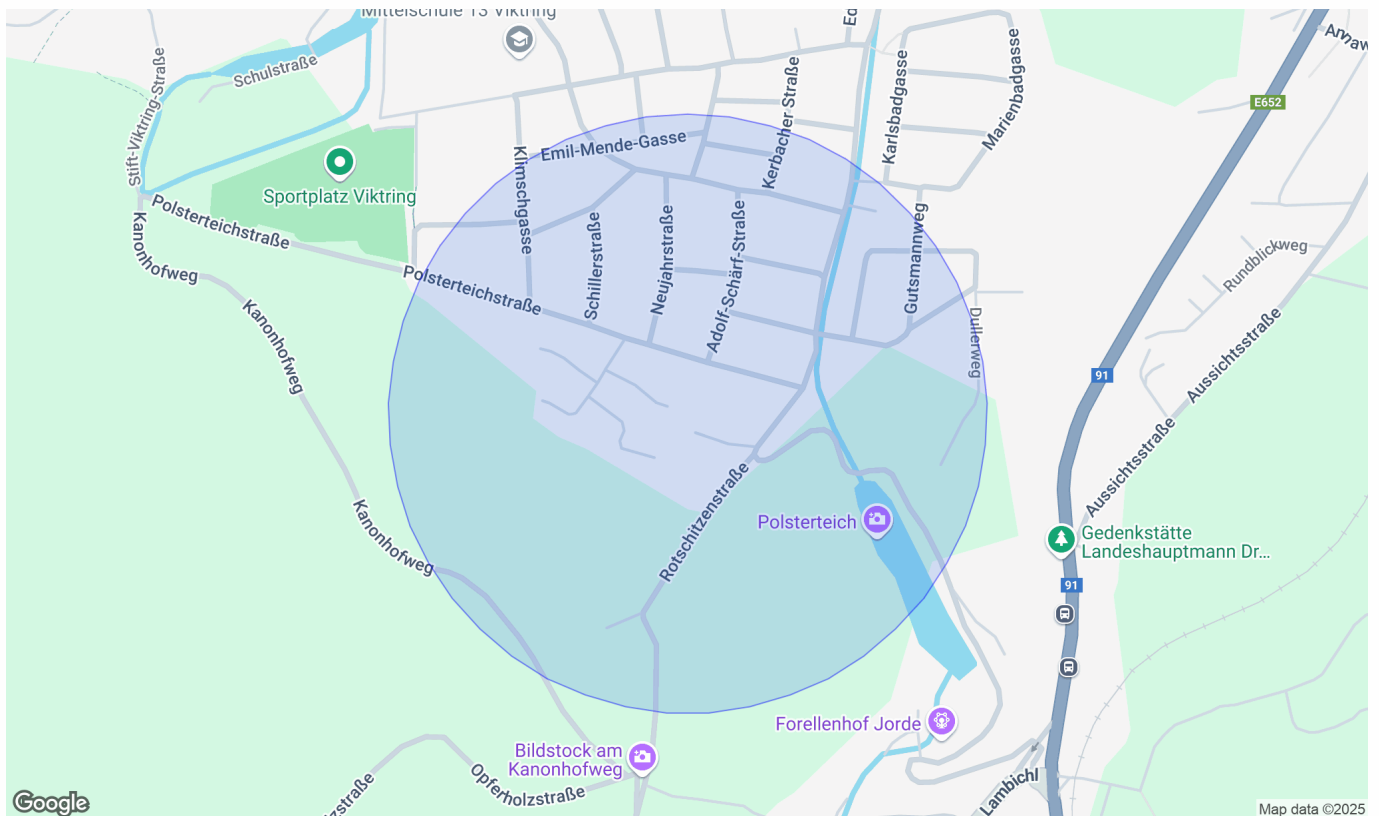 Mittelschule 13 Viktring
Schulstraße
Stift-Viktring-Straße
E652
Karlsbadgasse
Marienbadgasse
Kerbacher Straße
Emil-Mende-Gasse
Klimschgasse
Sportplatz Viktring
Polsterteichstraße
Kanonhofweg
Schillerstraße
Neujahrstraße
Adolf-Schärf-Straße
Gutsmannweg
Rundblickweg
Polsterteichstraße
Kanonhofweg
Dullerweg
Aussichtsstraße
91
Aussichtsstraße
Kanonhofweg
Rotschitzenstraße
Polsterteich
Gedenkstätte
Landeshauptmann Dr...
91
Forellenhof Jorde
Bildstock am
Kanonhofweg
Opferholzstraße
Lambichl
Google
Map data ©2025